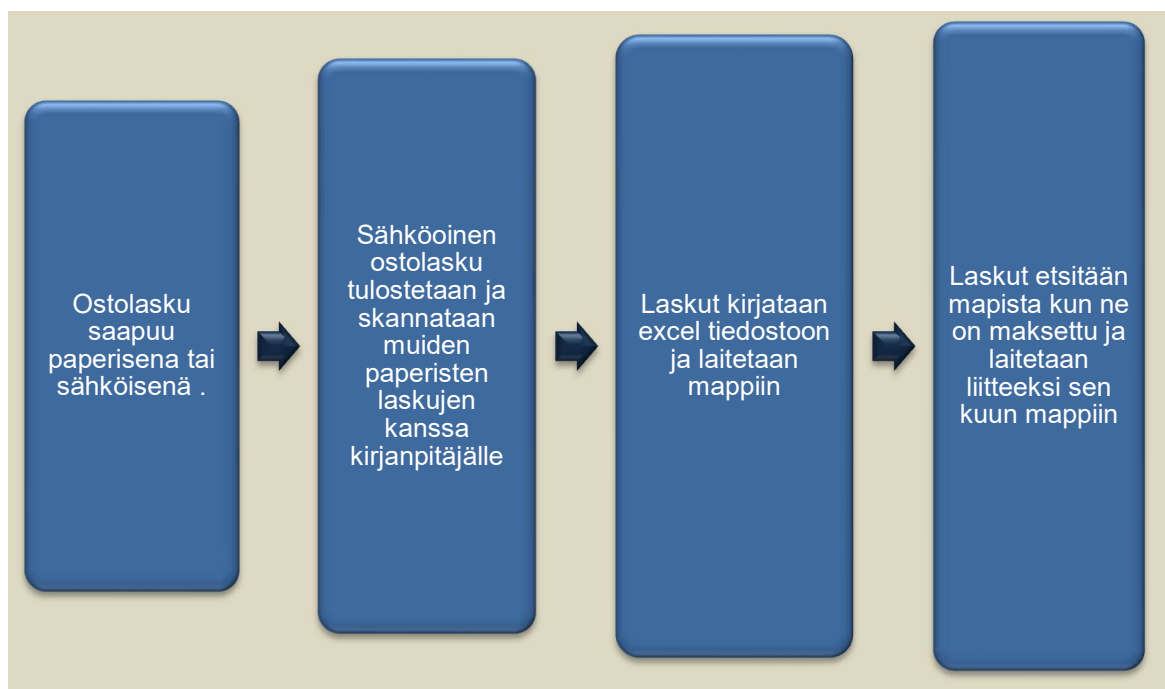 Ostolasku
saapuu
paperisena tai
sähköisenä .
Sähköoinen
ostolasku
tulostetaan ja
skannataan
muiden
paperisten
laskujen
kanssa
kirjanpitäjälle
Laskut kirjataan
excel tiedostoon
ja laitetaan
mappiin
Laskut etsitään
mapista kun ne
on maksettu ja
laitetaan
liitteeksi sen
kuun mappiin